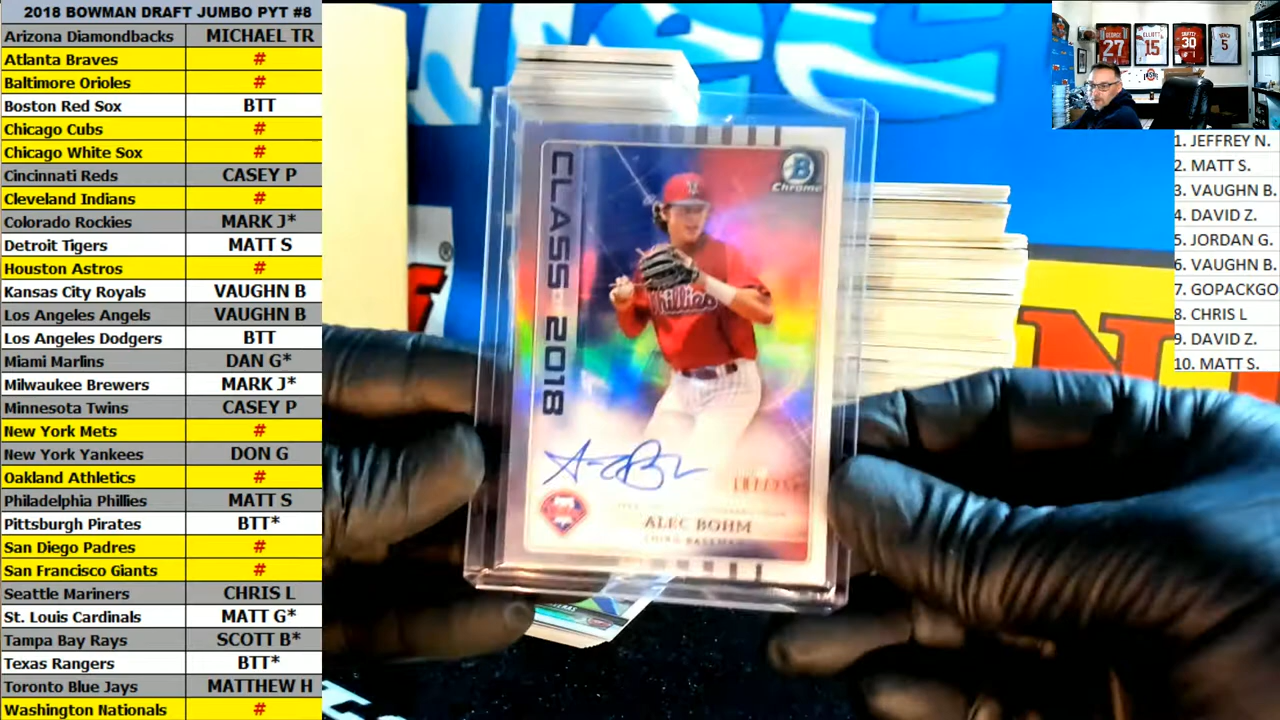 2018 BOWMAN DRAFT JUMBO PYT #8
Arizona Diamondbacks MICHAEL TR
Atlanta Braves #
Baltimore Orioles #
Boston Red Sox BTT
Chicago Cubs #
Chicago White Sox #
Cincinnati Reds CASEY P
Cleveland Indians #
Colorado Rockies MARK J*
Detroit Tigers MATT S
Houston Astros #
Kansas City Royals VAUGHN B
Los Angeles Angels VAUGHN B
Los Angeles Dodgers BTT
Miami Marlins DAN G*
Milwaukee Brewers MARK J*
Minnesota Twins CASEY P
New York Mets #
New York Yankees DON G
Oakland Athletics #
Philadelphia Phillies MATT S
Pittsburgh Pirates BTT*
San Diego Padres #
San Francisco Giants #
Seattle Mariners CHRIS L
St. Louis Cardinals MATT G*
Tampa Bay Rays SCOTT B*
Texas Rangers BTT*
Toronto Blue Jays MATTHEW H
Washington Nationals #
CLASS 2018
B
Chrome
Phillies
ALEC BOHM
THIRD BASEMAN
27
15
30
5
1. JEFFREY N.
2. MATT S.
3. VAUGHN B.
4. DAVID Z.
5. JORDAN G.
6. VAUGHN B.
7. GOPACKGO
8. CHRIS L
9. DAVID Z.
10. MATT S.